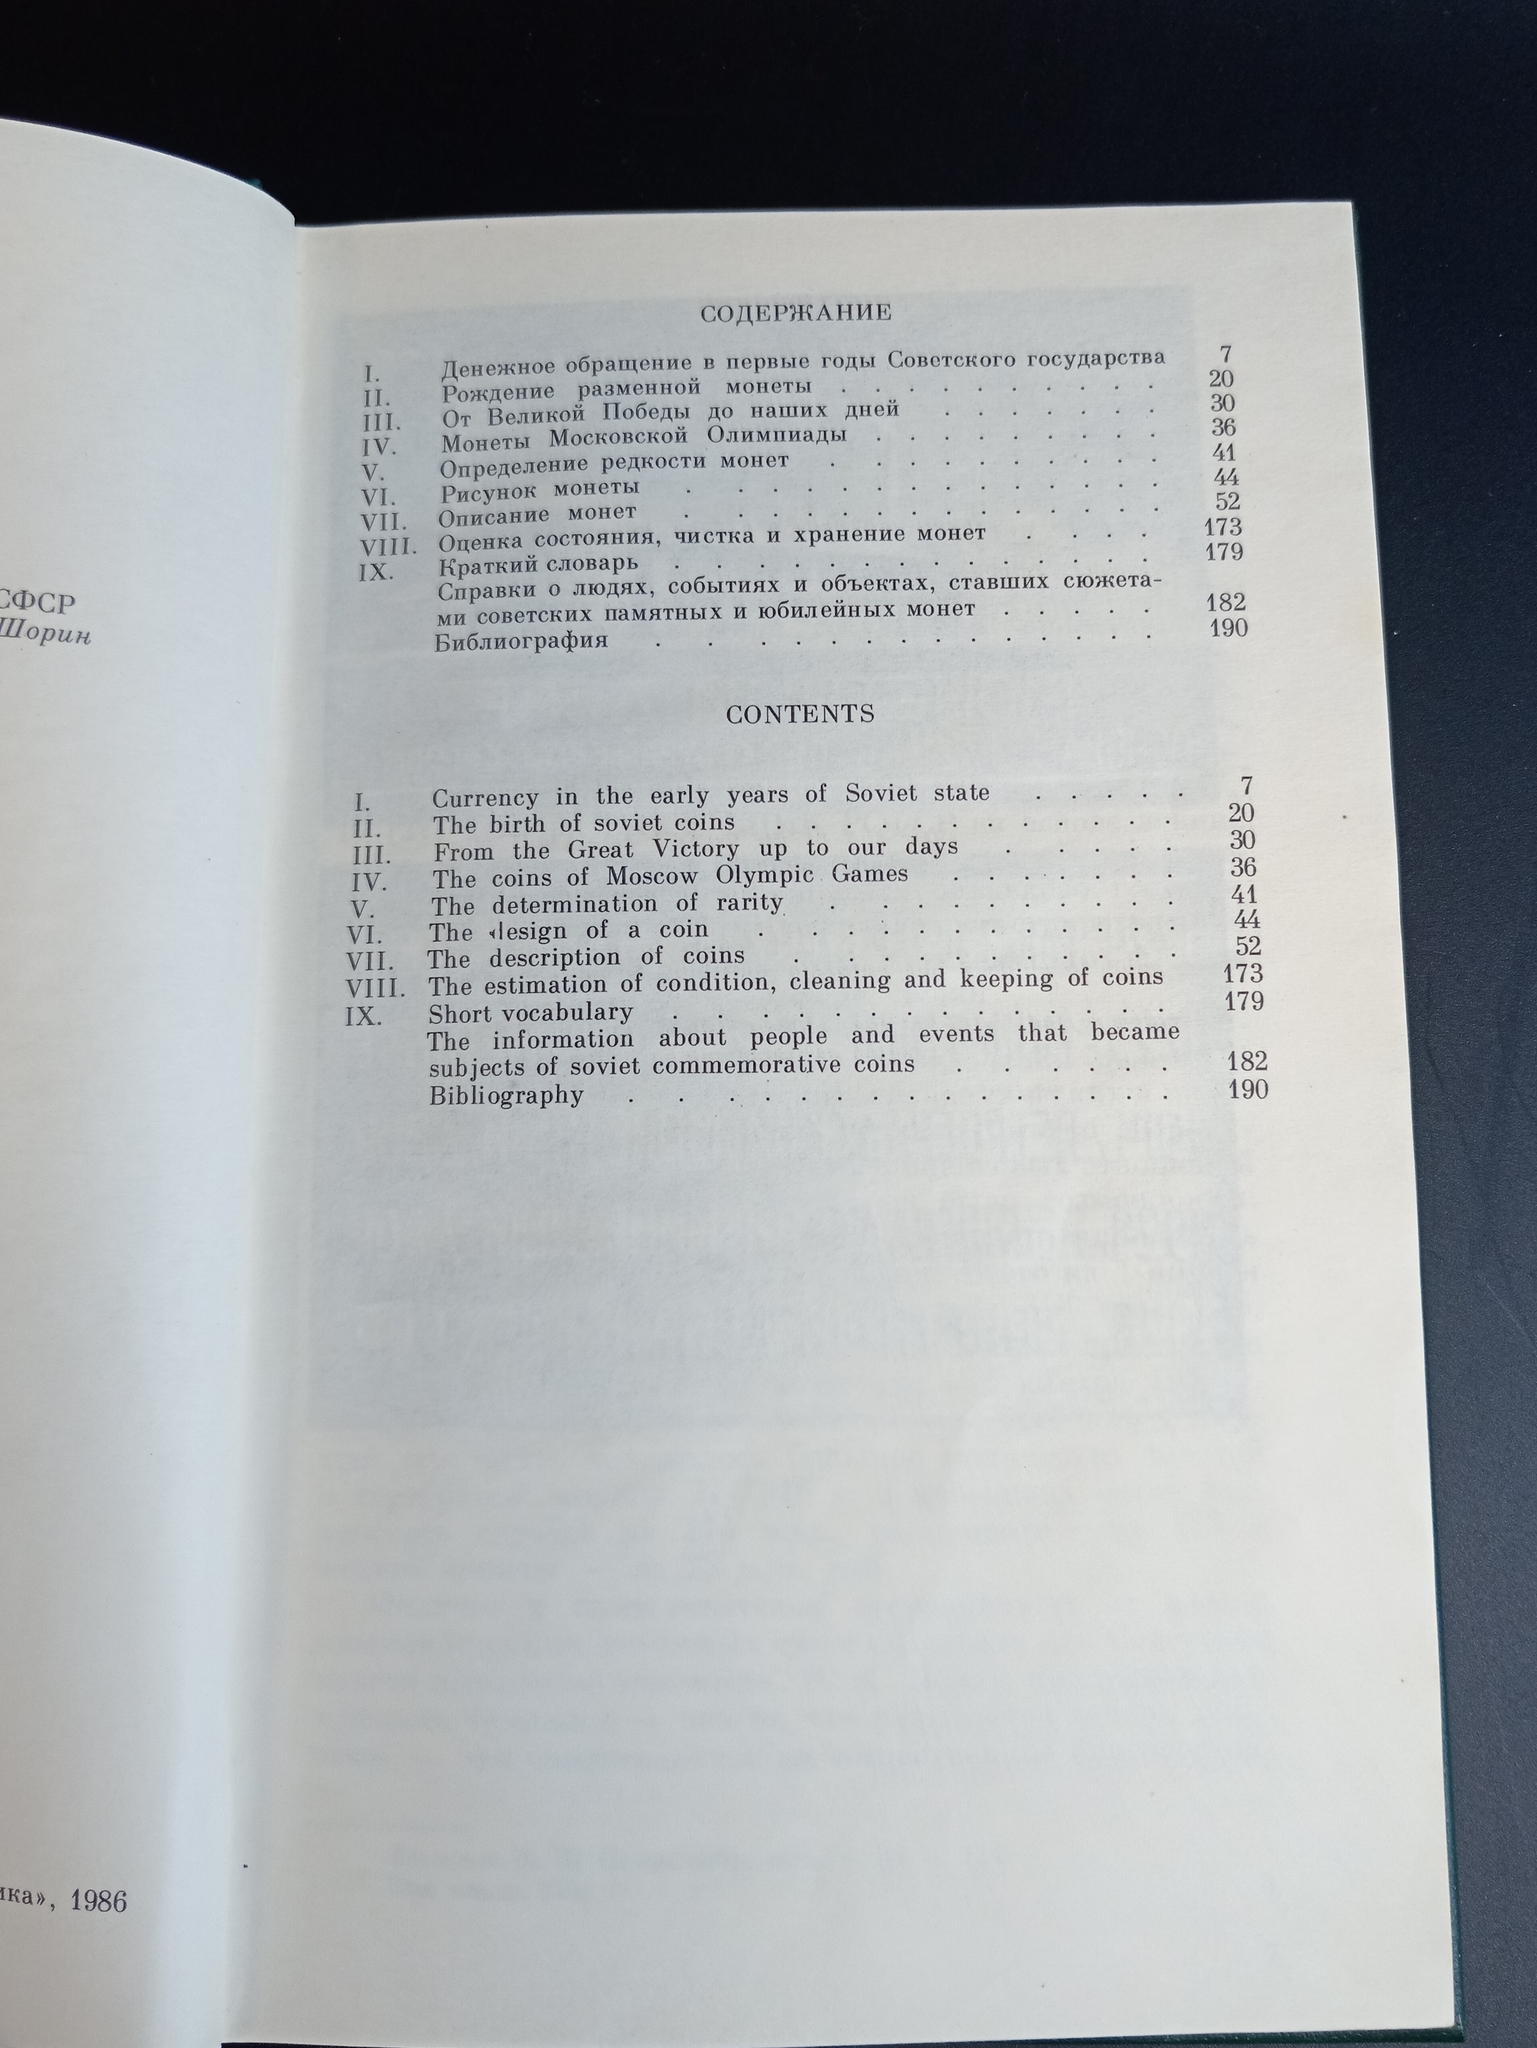 СФСР
Шорин
ика», 1986
СОДЕРЖАНИЕ
I. Денежное обращение в первые годы Советского государства 7
II. Рождение разменной монеты . . . . . . . . . . 20
III. От Великой Победы до наших дней . . . . . . . 30
IV. Монеты Московской Олимпиады . . . . . . . . . 36
V. Определение редкости монет . . . . . . . . . . 41
VI. Рисунок монеты . . . . . . . . . . . . . 44
VII. Описание монет . . . . . . . . . . . . . 52
VIII. Оценка состояния, чистка и хранение монет . . . . 173
IX. Краткий словарь . . . . . . . . . . . . . 179
Справки о людях, событиях и объектах, ставших сюжета-
ми советских памятных и юбилейных монет . . . . . 182
Библиография . . . . . . . . . . . . . 190
CONTENTS
I. Currency in the early years of Soviet state . . . . . 7
II. The birth of soviet coins . . . . . . . . . . . . 20
III. From the Great Victory up to our days . . . . . 30
IV. The coins of Moscow Olympic Games . . . . . . . 36
V. The determination of rarity . . . . . . . . . . 41
VI. The design of a coin . . . . . . . . . . . . 44
VII. The description of coins . . . . . . . . . . . 52
VIII. The estimation of condition, cleaning and keeping of coins 173
IX. Short vocabulary . . . . . . . . . . . . . . 179
The information about people and events that became
subjects of soviet commemorative coins . . . . . . 182
Bibliography . . . . . . . . . . . . . . 190